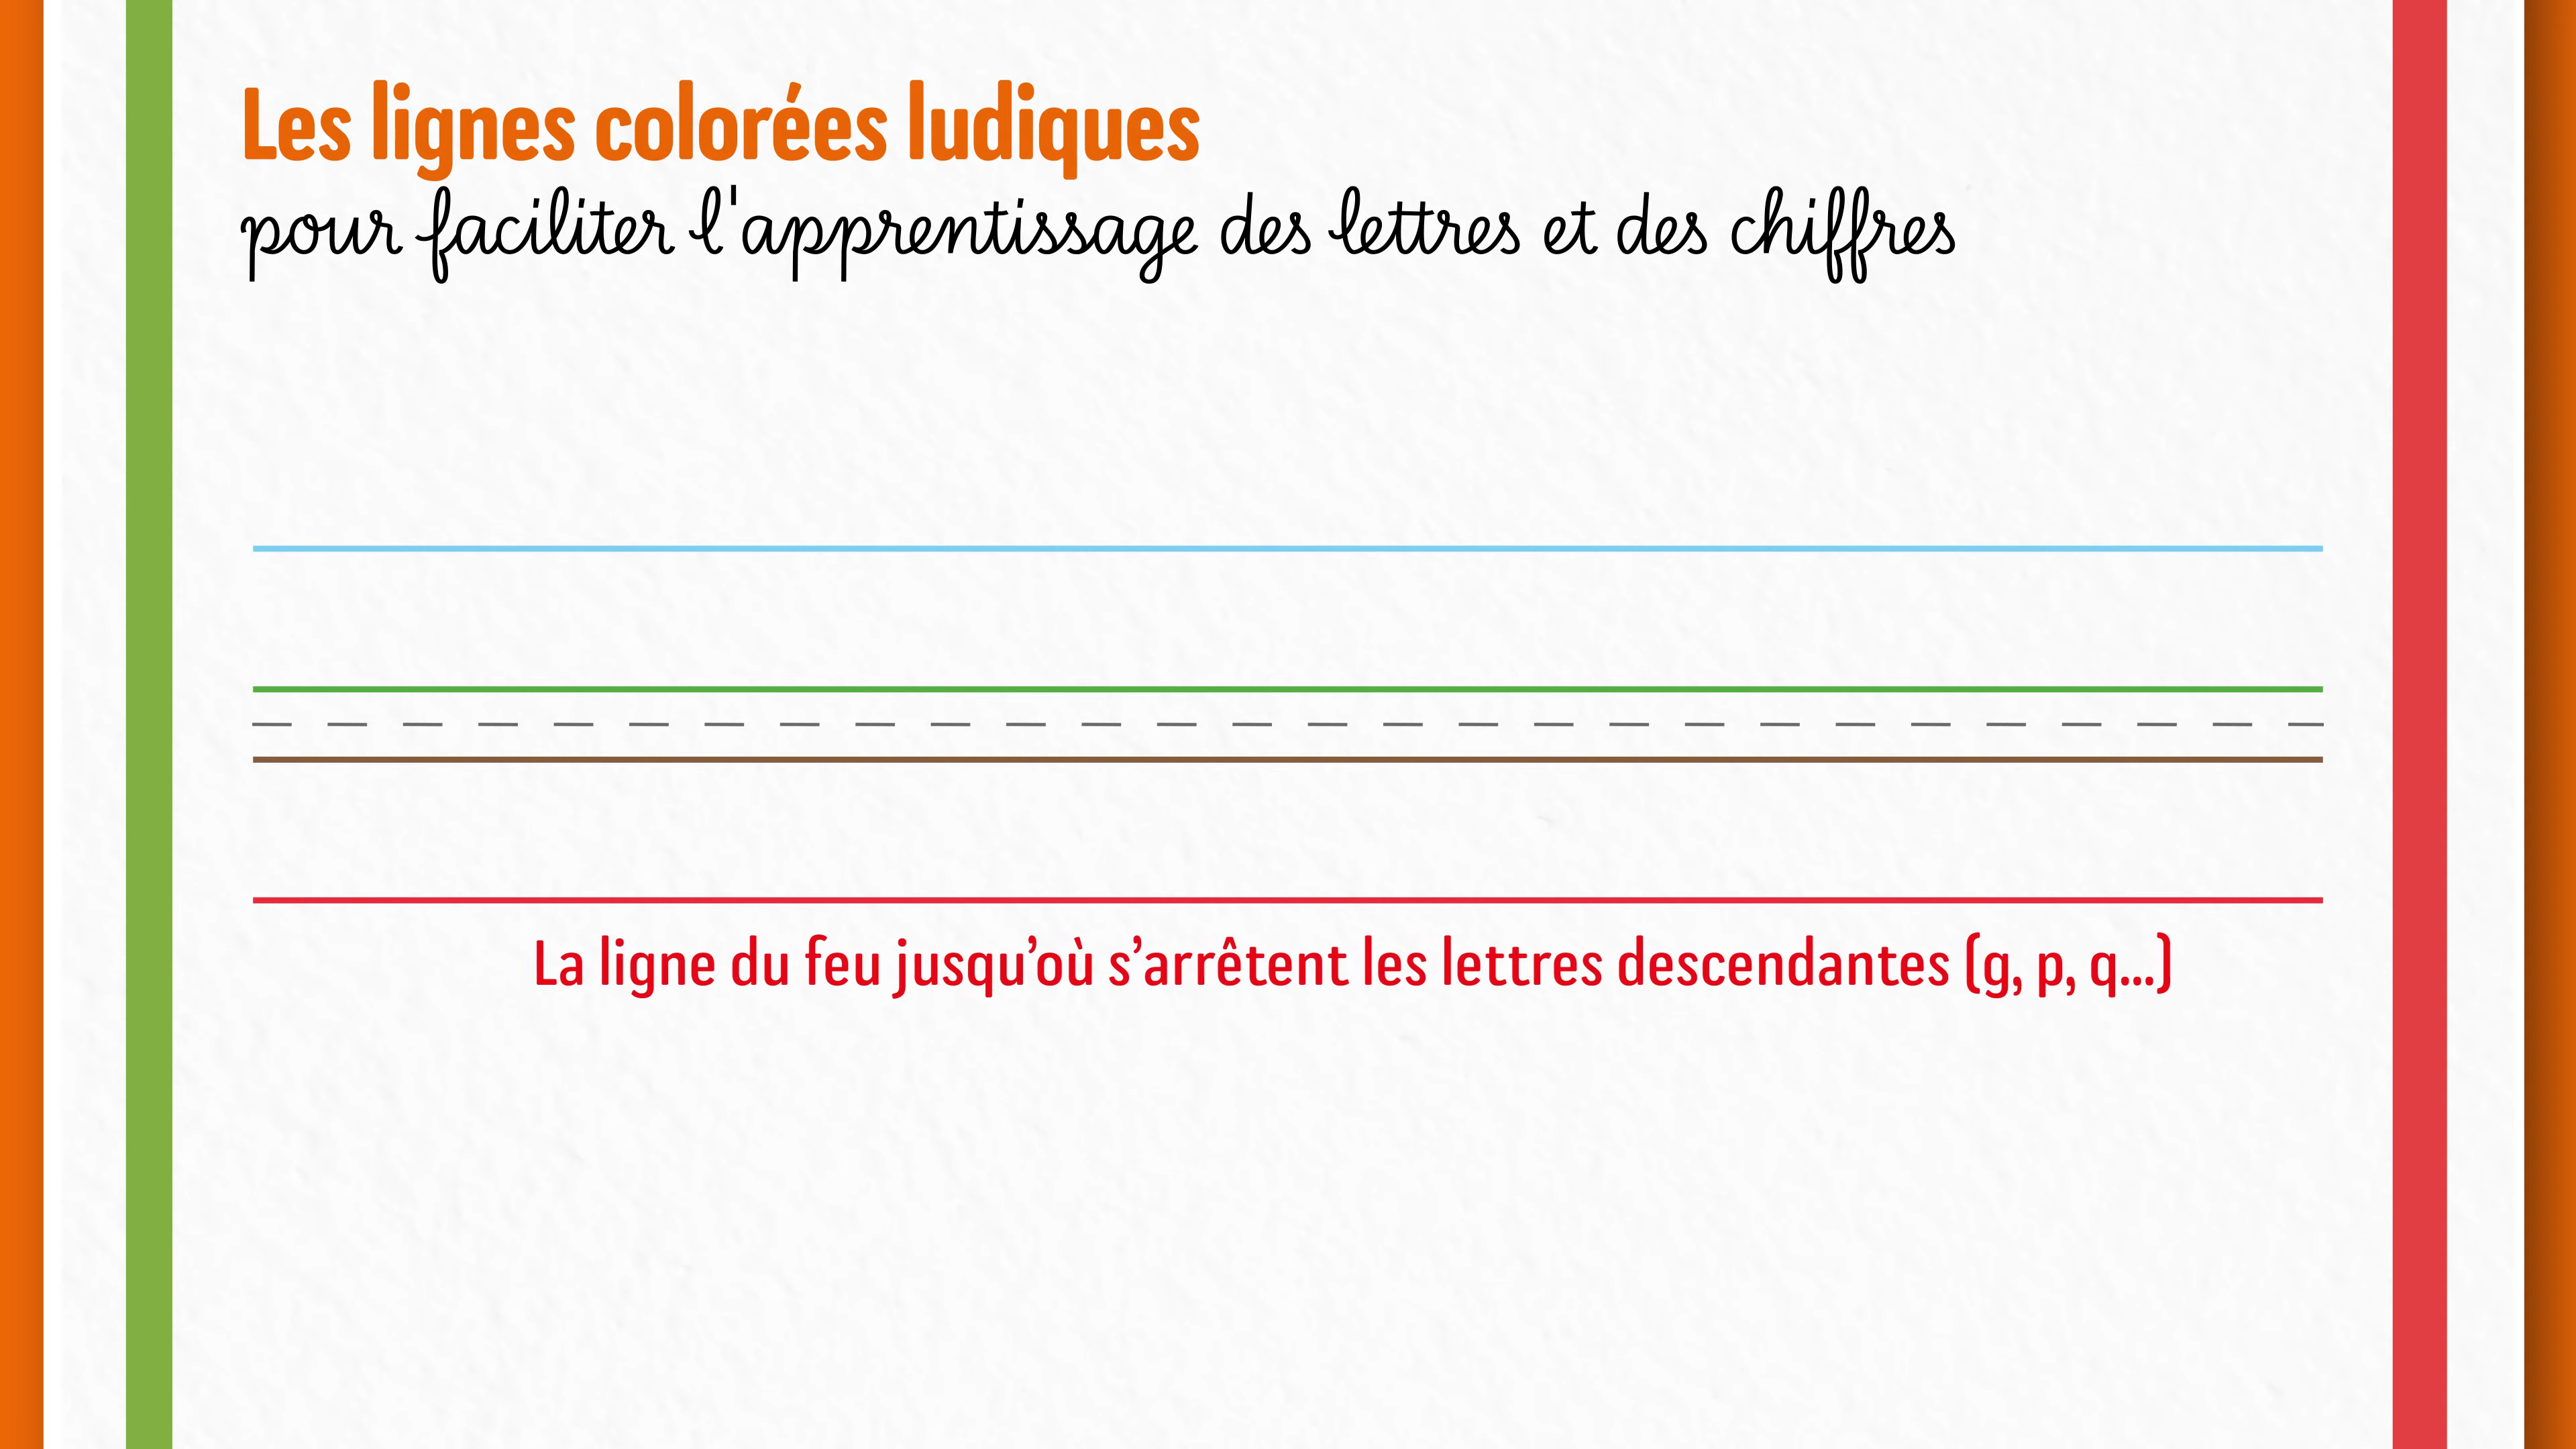 Les lignes colorées ludiques
pour faciliter l'apprentissage des lettres et des chiffres
La ligne du feu jusqu’où s’arrêtent les lettres descendantes (g, p, q...)